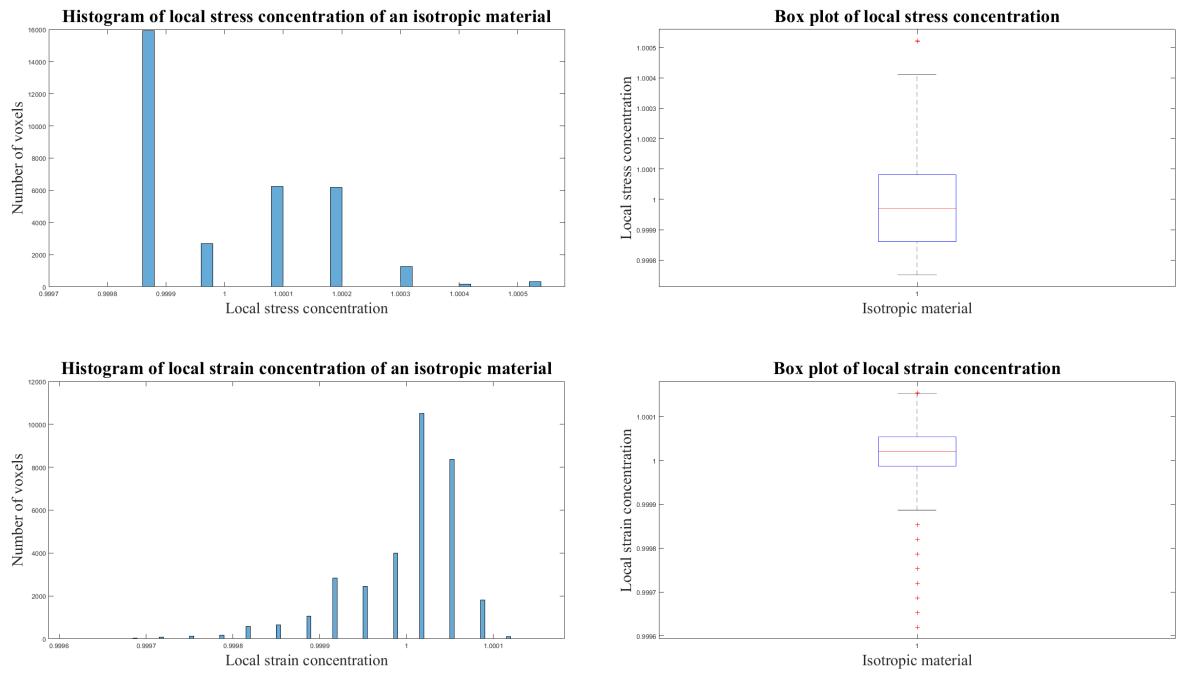 Histogram of local stress concentration of an isotropic material
Number of voxels
16000
14000
12000
10000
8000
6000
4000
2000
0
0.9997 0.9998 0.9999 1 1.0001 1.0002 1.0003 1.0004 1.0005
Local stress concentration
Box plot of local stress concentration
Local stress concentration
1.0005
1.0004
1.0003
1.0002
1.0001
1
0.9999
0.9998
1
Isotropic material
Histogram of local strain concentration of an isotropic material
Number of voxels
12000
10000
8000
6000
4000
2000
0
0.9996 0.9997 0.9998 0.9999 1 1.0001
Local strain concentration
Box plot of local strain concentration
Local strain concentration
1.0001
1
0.9999
0.9998
0.9997
0.9996
1
Isotropic material